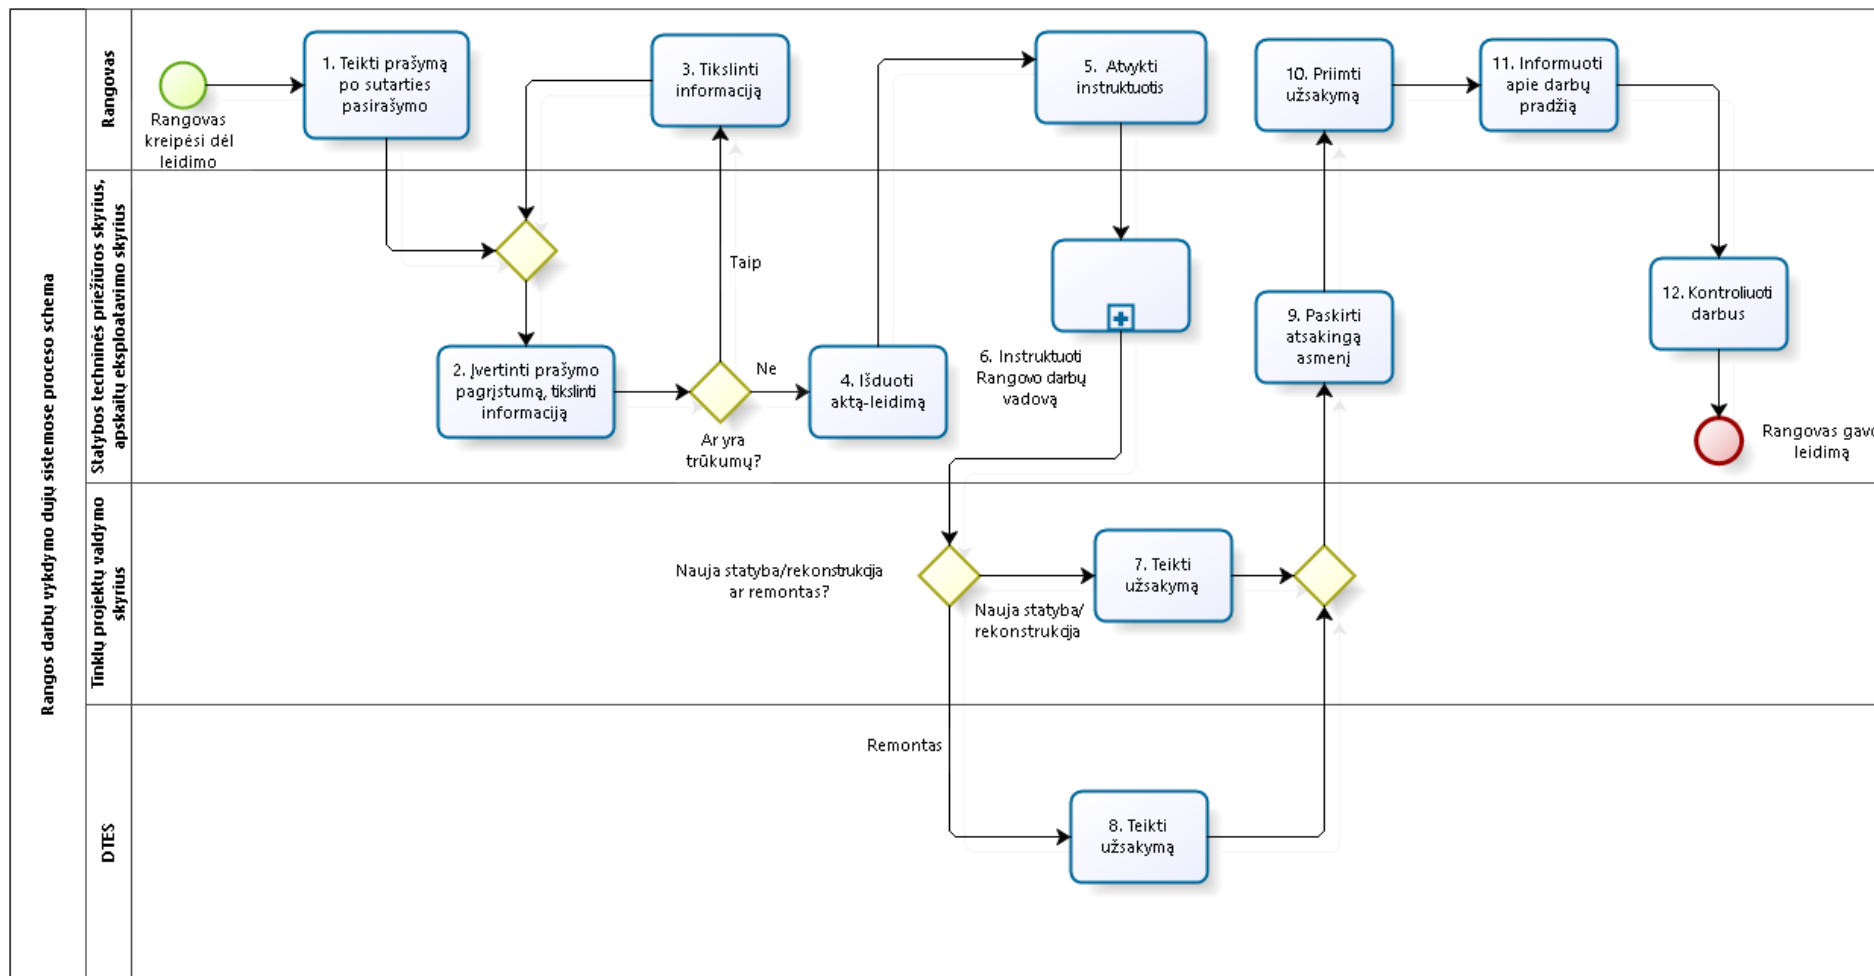 Rangos darbų vykdymo dujų sistemose proceso schema
Rangovas
Rangovas
kreipėsi dėl
leidimo
1. Teikti prašymą
po sutarties
pasirašymo
3. Tikslinti
informaciją
5. Atvykti
instruktuotis
10. Priimti
užsakymą
11. Informuoti
apie darbų
pradžią
Statybos techninės priežiūros skyrius,
apskaitų eksploatavimo skyrius
2. Įvertinti prašymo
pagrįstumą, tikslinti
informaciją
Taip
Ar yra
trūkumų?
Ne
4. Išduoti
aktą-leidimą
6. Instruktuoti
Rangovo darbų
vadovą
9. Paskirti
atsakingą
asmenį
12. Kontroliuoti
darbus
Rangovas gavo
leidimą
Tinklų projektų valdymo
skyrius
Nauja statyba/rekonstrukcija
ar remontas?
Nauja statyba/
rekonstrukcija
7. Teikti
užsakymą
DTES
Remontas
8. Teikti
užsakymą